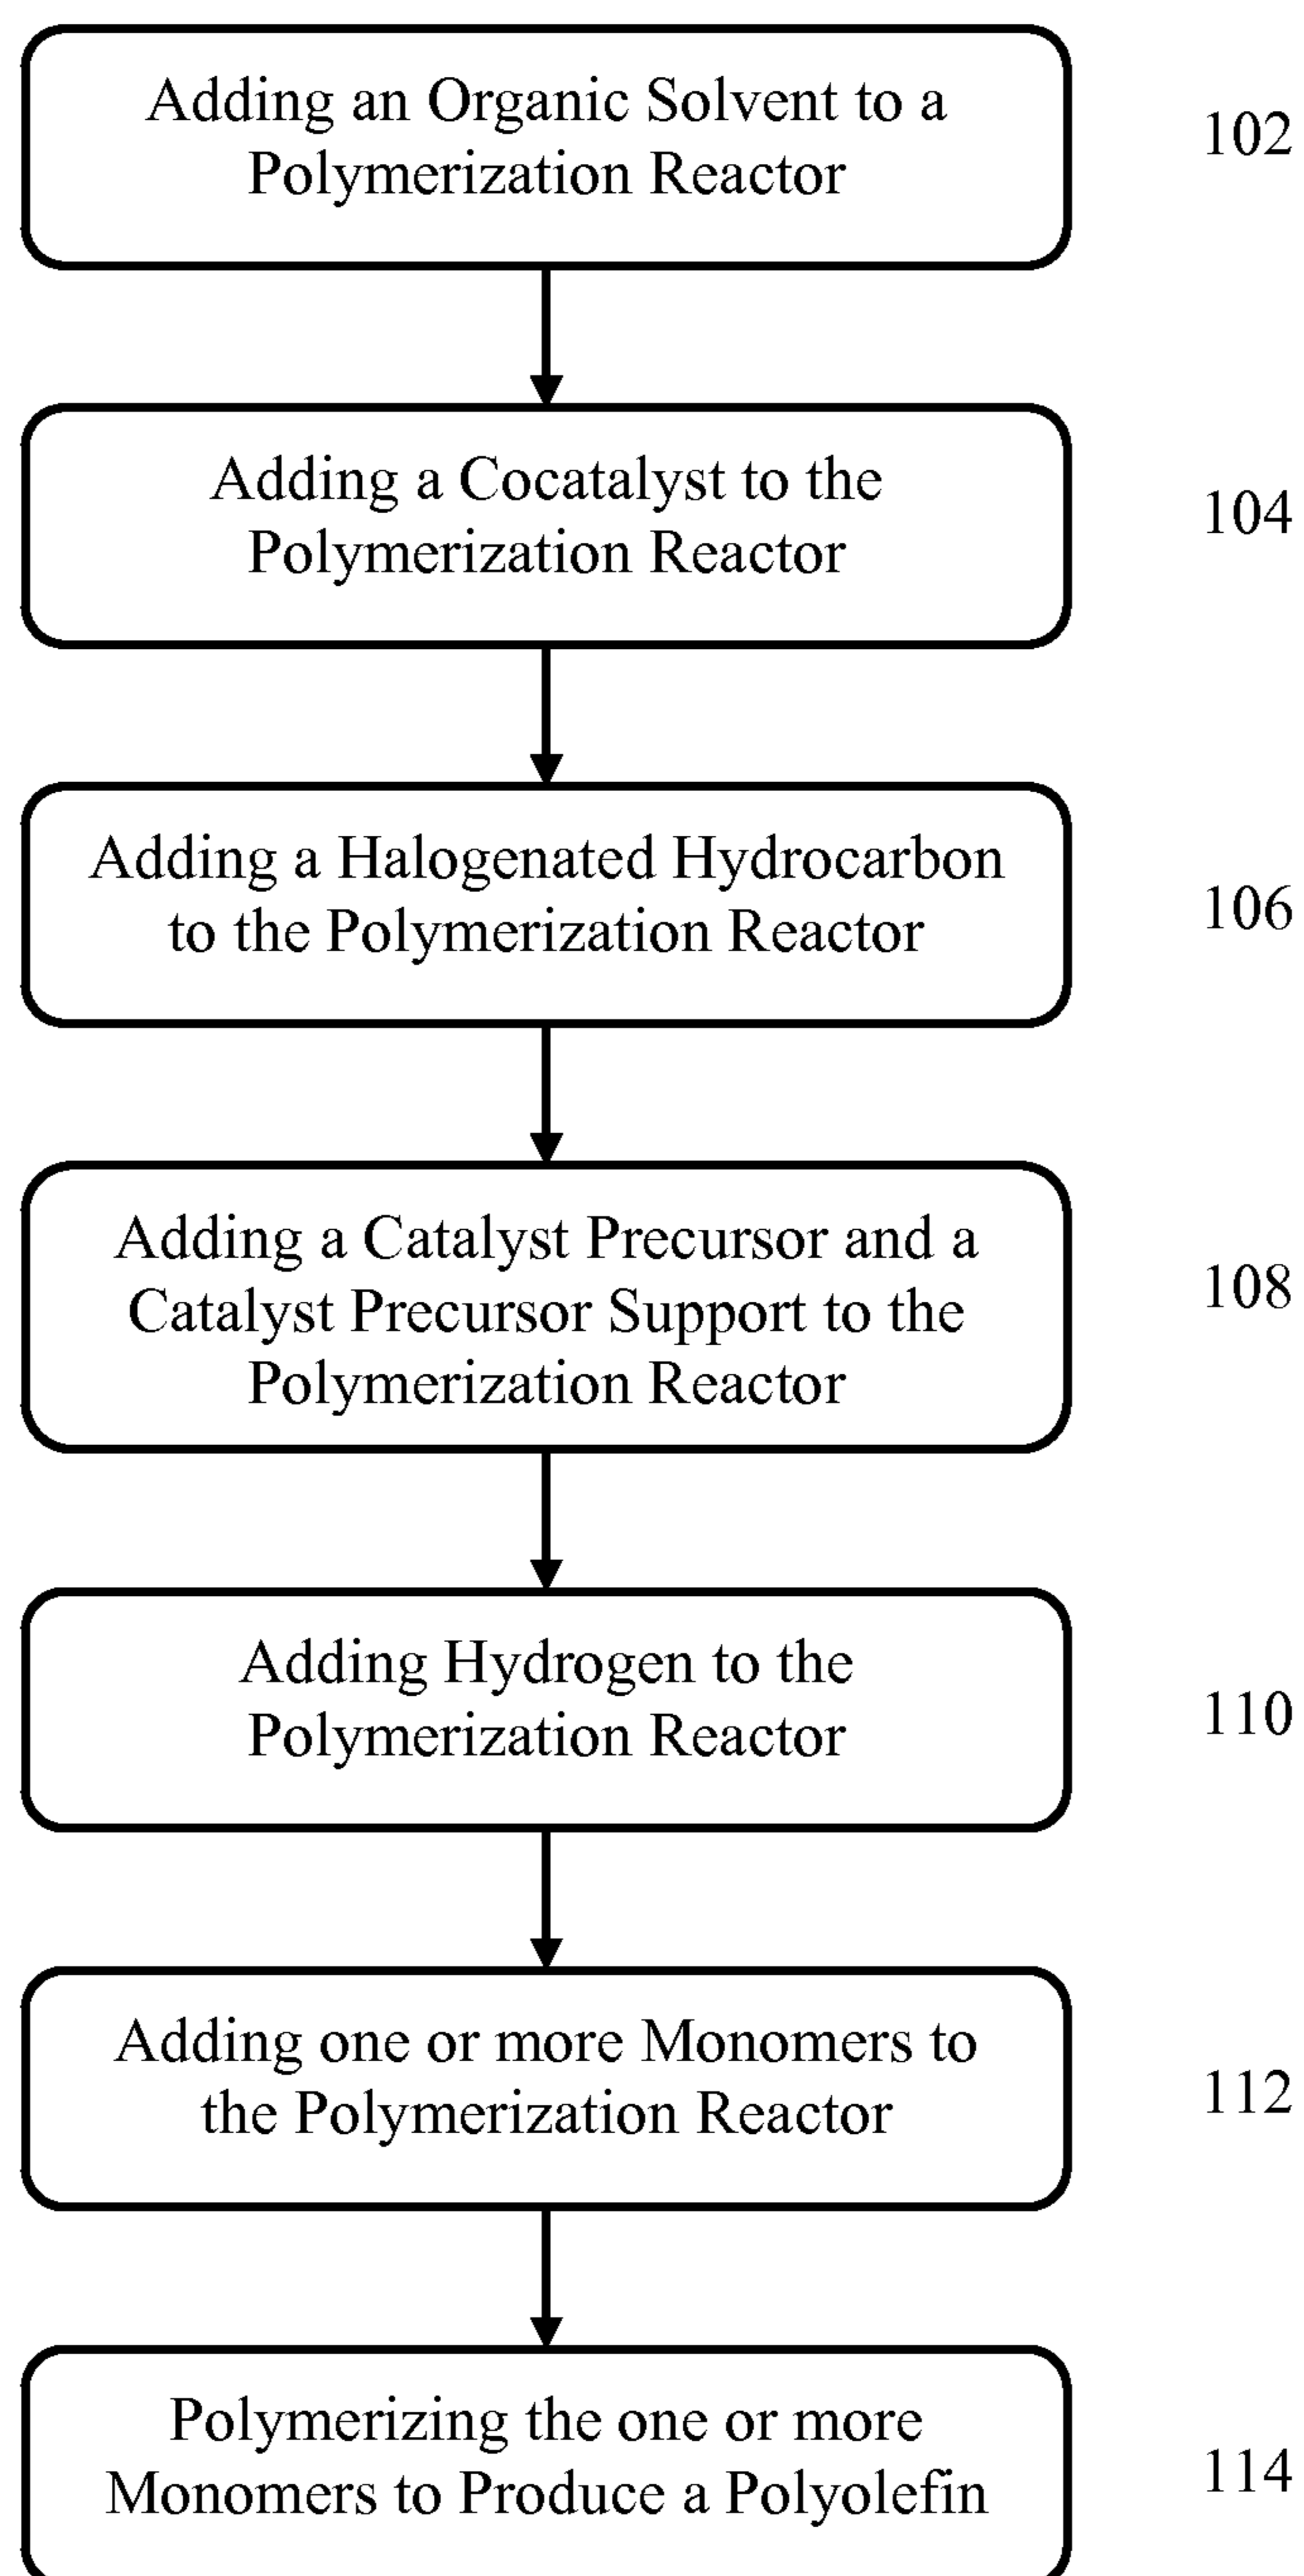 Adding an Organic Solvent to a
Polymerization Reactor
102
Adding a Cocatalyst to the
Polymerization Reactor
104
Adding a Halogenated Hydrocarbon
to the Polymerization Reactor
106
Adding a Catalyst Precursor and a
Catalyst Precursor Support to the
Polymerization Reactor
108
Adding Hydrogen to the
Polymerization Reactor
110
Adding one or more Monomers to
the Polymerization Reactor
112
Polymerizing the one or more
Monomers to Produce a Polyolefin
114